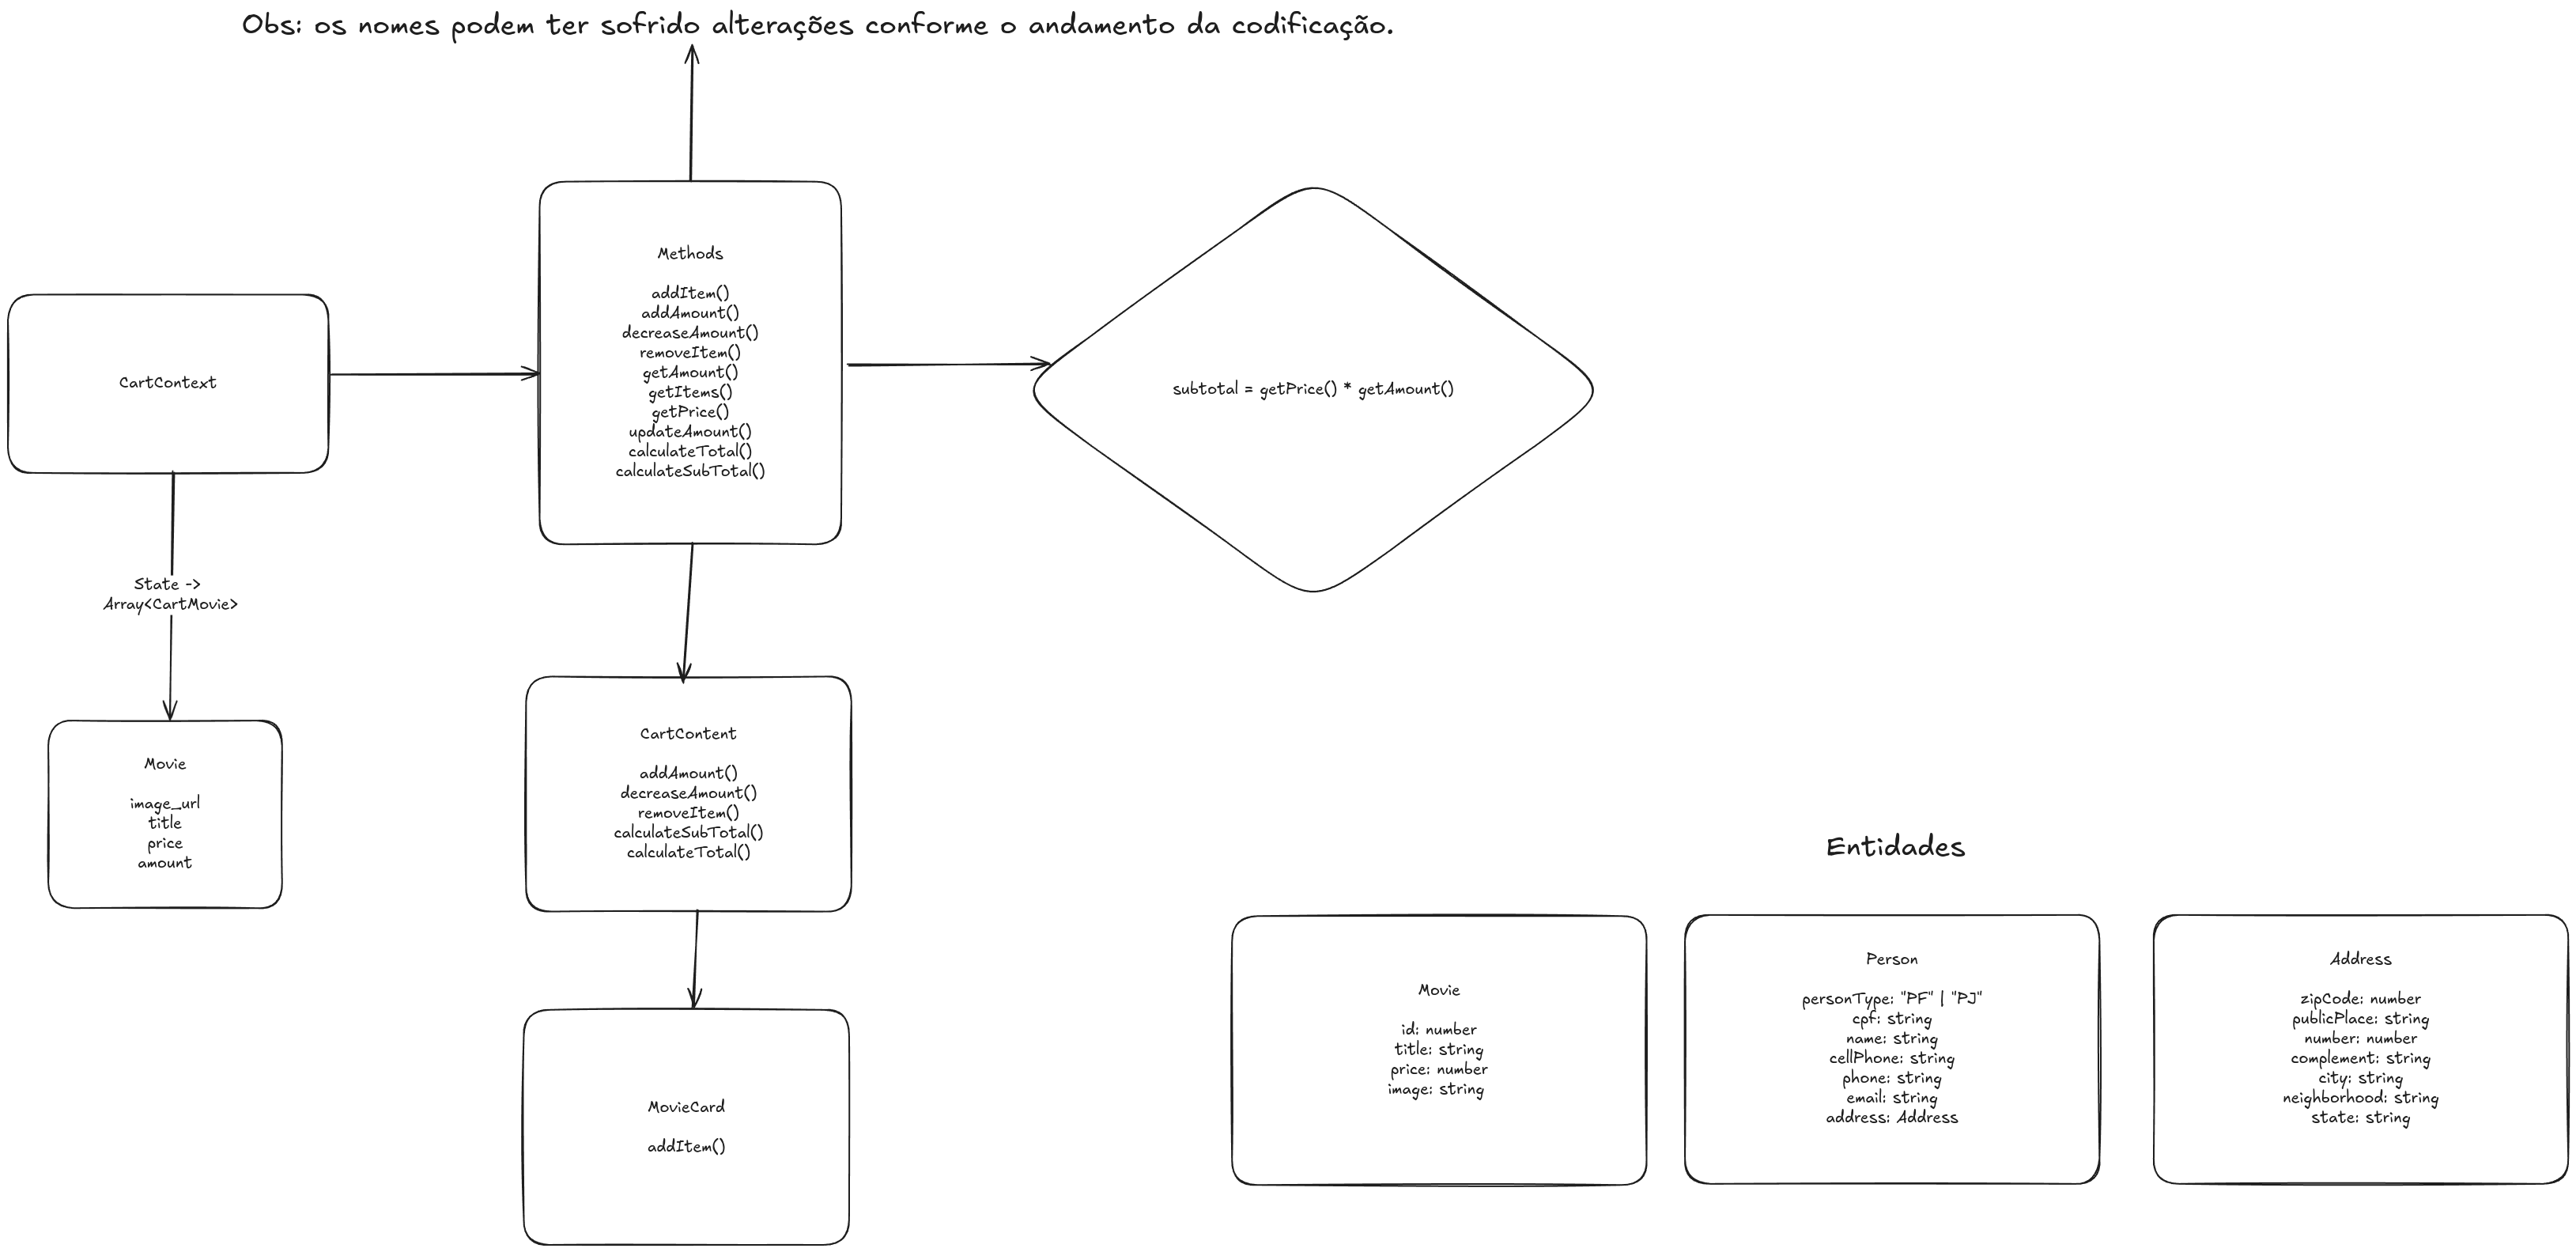 Obs: os nomes podem ter sofrido alterações conforme o andamento da codificação.
Methods
addItem()
addAmount()
decreaseAmount()
removeItem()
getAmount()
getItems()
getPrice()
updateAmount()
calculateTotal()
calculateSubTotal()
CartContext
subtotal = getPrice() * getAmount()
State ->
Array<CartMovie>
Movie
image_url
title
price
amount
CartContent
addAmount()
decreaseAmount()
removeItem()
calculateSubTotal()
calculateTotal()
MovieCard
addItem()
Entidades
Movie
id: number
title: string
price: number
image: string
Person
personType: "PF" | "PJ"
cpf: string
name: string
cellPhone: string
phone: string
email: string
address: Address
Address
zipCode: number
publicPlace: string
number: number
complement: string
city: string
neighborhood: string
state: string